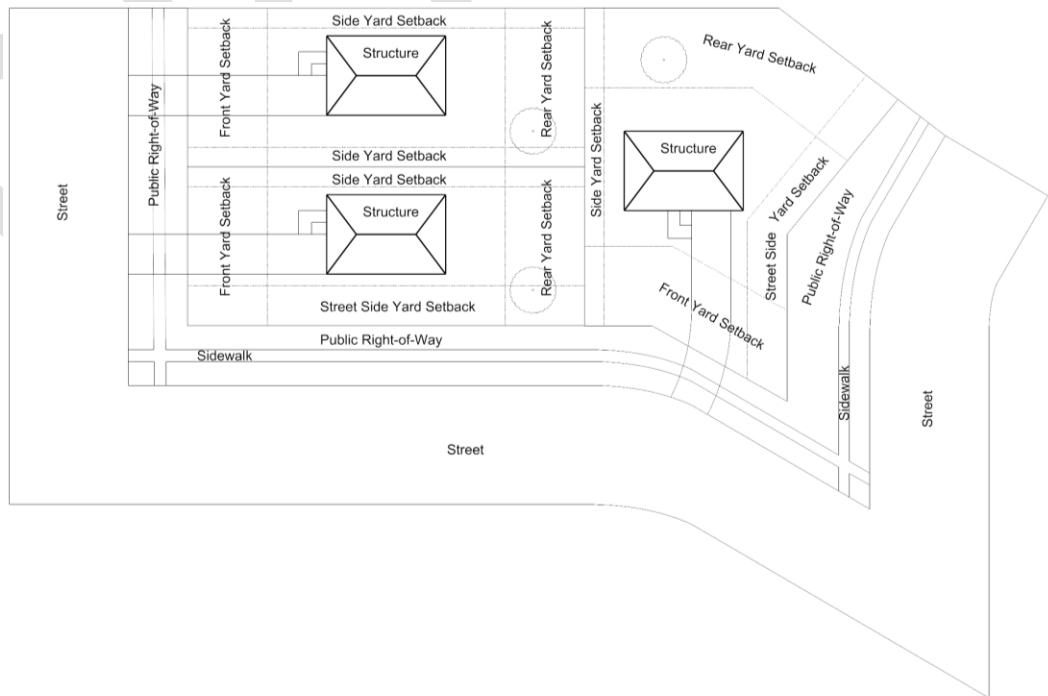 Side Yard Setback
Structure
Front Yard Setback
Rear Yard Setback
Rear Yard Setback
Public Right-of-Way
Side Yard Setback
Side Yard Setback
Side Yard Setback
Structure
Structure
Street
Front Yard Setback
Rear Yard Setback
Street Side Yard Setback
Public Right-of-Way
Street Side Yard Setback
Front Yard Setback
Public Right-of-Way
Sidewalk
Sidewalk
Street
Street